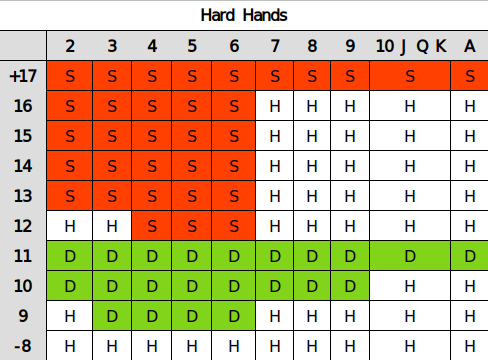 Hard Hands
2 3 4 5 6 7 8 9 10 J Q K A
+17 S S S S S S S S S S
16 S S S S S H H H H H
15 S S S S S H H H H H
14 S S S S S H H H H H
13 S S S S S H H H H H
12 H H S S S H H H H H
11 D D D D D D D D D D
10 D D D D D D D D H H
9 H D D D D H H H H H
-8 H H H H H H H H H H